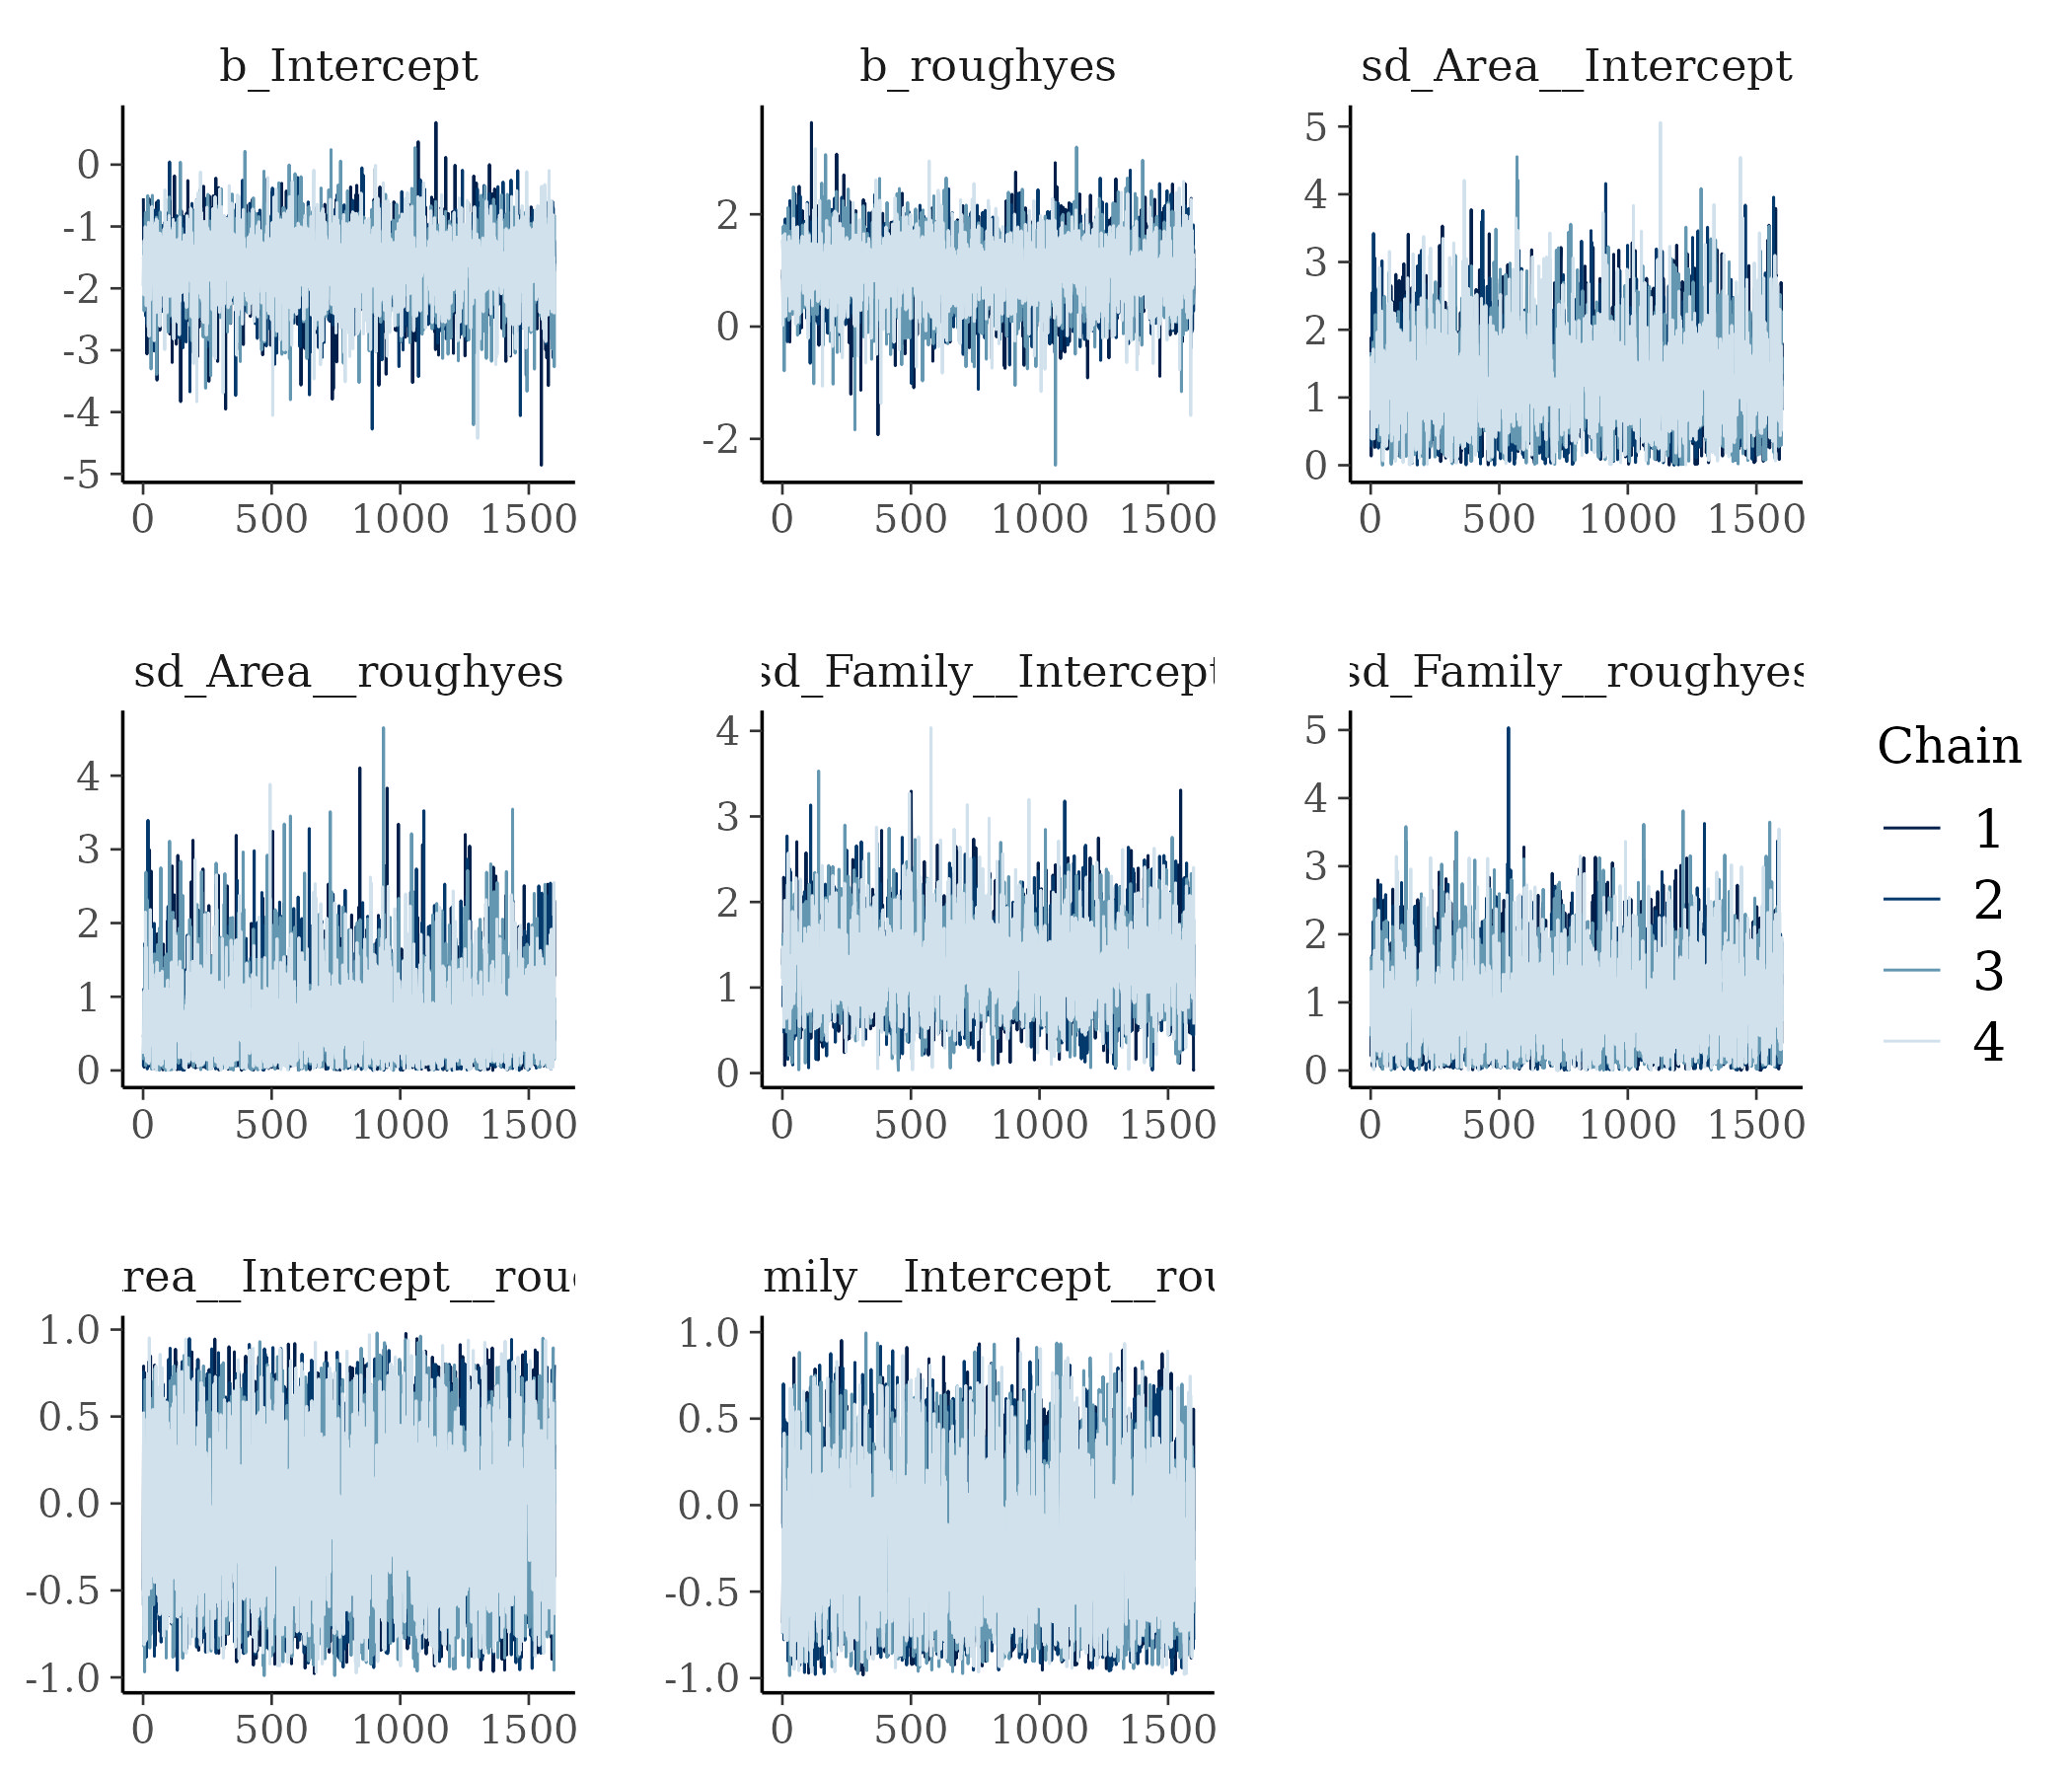 b_Intercept
0
-1
-2
-3
-4
-5
0 500 1000 1500
b_roughyes
2
0
-2
0 500 1000 1500
sd_Area__Intercept
5
4
3
2
1
0
0 500 1000 1500
sd_Area__roughyes
4
3
2
1
0
0 500 1000 1500
sd_Family__Intercept
4
3
2
1
0
0 500 1000 1500
sd_Family__roughyes
5
4
3
2
1
0
0 500 1000 1500
Chain
1
2
3
4
rea__Intercept__roug
1.0
0.5
0.0
-0.5
-1.0
0 500 1000 1500
mily__Intercept__rou
1.0
0.5
0.0
-0.5
-1.0
0 500 1000 1500